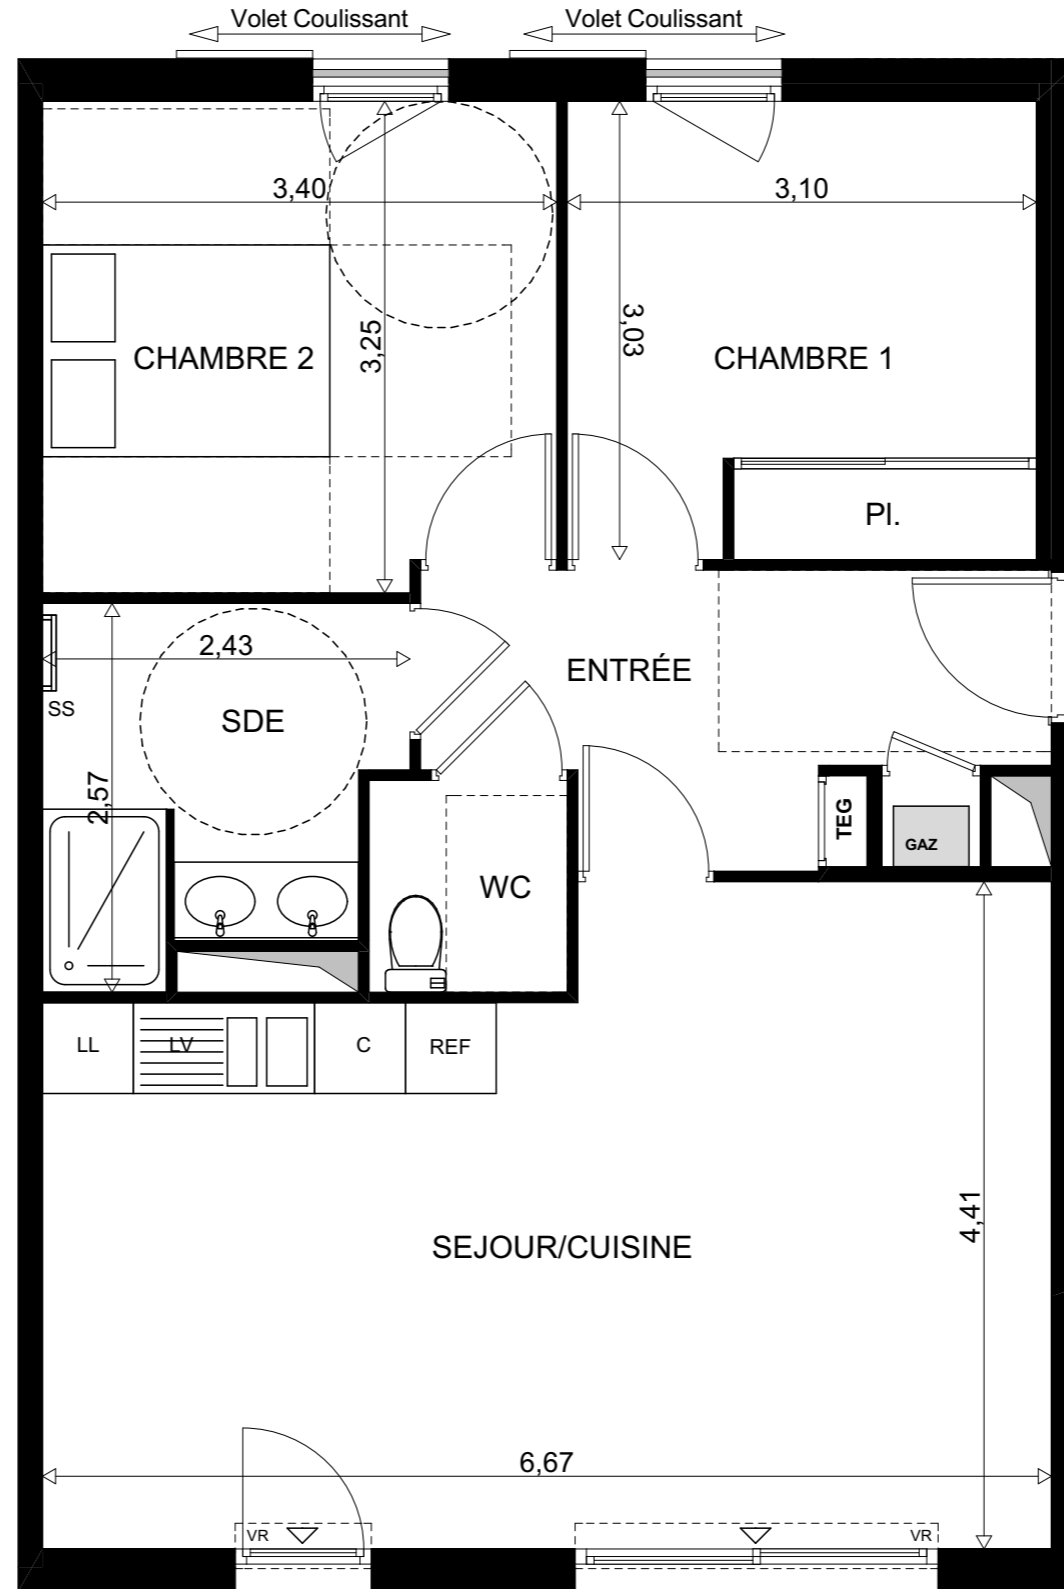 Volet Coulissant
Volet Coulissant
3,40
3,10
3,25
3,03
CHAMBRE 2
CHAMBRE 1
Pl.
2,43
ENTRÉE
SS
SDE
2,57
TEG
GAZ
WC
LL
LV
C
REF
SEJOUR/CUISINE
4,41
6,67
VR
VR